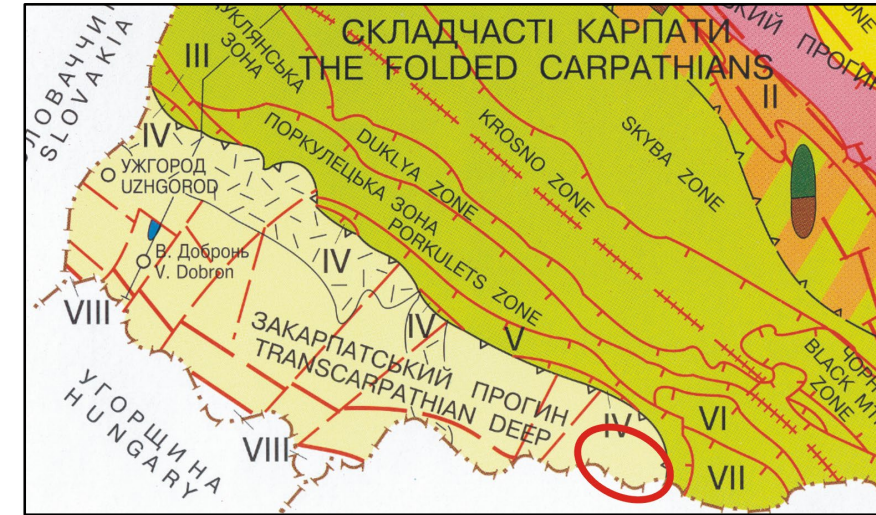 СКЛАДЧАСТІ КАРПАТИ
THE FOLDED CARPATHIANS
ЗОНА
III
II
IV
УЖГОРОД
UZHGOROD
В. Добронь
V. Dobron
VIII
SLOVAKIA
DUKLYA ZONE
KROSNO ZONE
SKYBA ZONE
ПОРКУЛЕЦЬКА ЗОНА
PORKULETS ZONE
IV
IV
V
ЗАКАРПАТСЬКИЙ ПРОГИН
TRANSCARPATHIAN DEEP
IV
VI
VII
BLACK
ZONE
УГОРЩИНА
HUNGARY
VIII